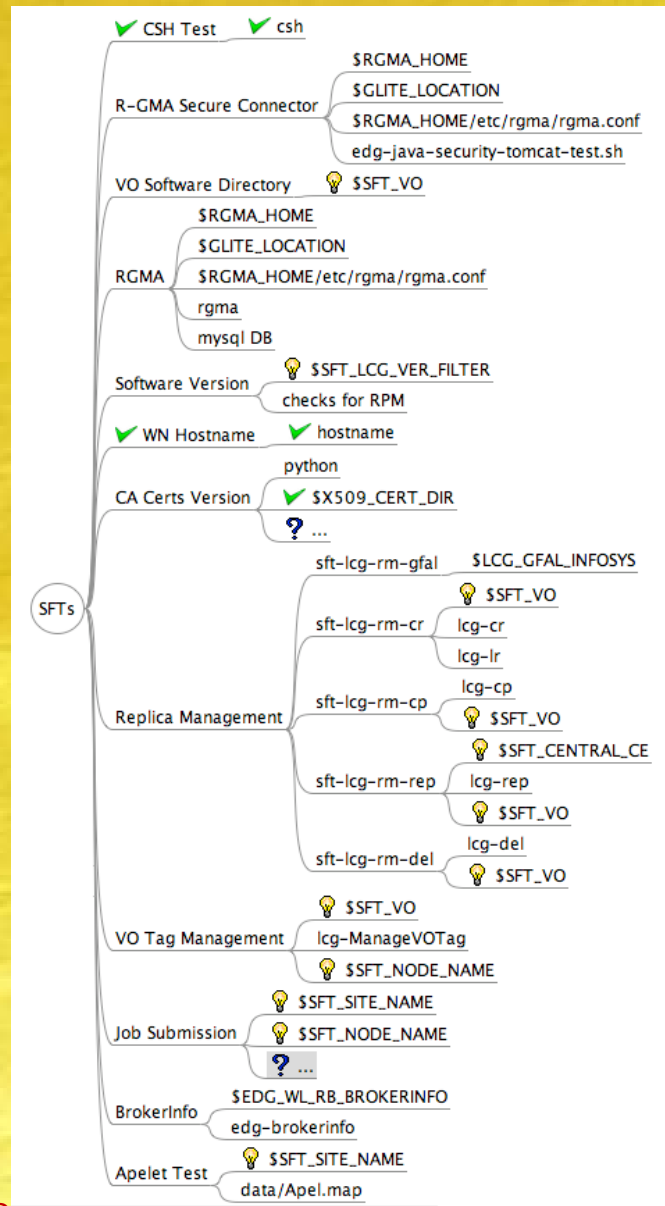 CSH Test
csh
R-GMA Secure Connector
$RGMA_HOME
$GLITE_LOCATION
$RGMA_HOME/etc/rgma/rgma.conf
edg-java-security-tomcat-test.sh
VO Software Directory
$SFT_VO
RGMA
$RGMA_HOME
$GLITE_LOCATION
$RGMA_HOME/etc/rgma/rgma.conf
rgma
mysql DB
Software Version
$SFT_LCG_VER_FILTER
checks for RPM
WN Hostname
hostname
CA Certs Version
python
$X509_CERT_DIR
? ...
SFTs
Replica Management
sft-lcg-rm-gfal
$LCG_GFAL_INFOSYS
sft-lcg-rm-cr
$SFT_VO
lcg-cr
lcg-lr
sft-lcg-rm-cp
lcg-cp
$SFT_VO
sft-lcg-rm-rep
$SFT_CENTRAL_CE
lcg-rep
$SFT_VO
sft-lcg-rm-del
lcg-del
$SFT_VO
VO Tag Management
$SFT_VO
lcg-ManageVOTag
$SFT_NODE_NAME
Job Submission
$SFT_SITE_NAME
$SFT_NODE_NAME
? ...
BrokerInfo
$EDG_WL_RB_BROKERINFO
edg-brokerinfo
Apelet Test
$SFT_SITE_NAME
data/Apel.map